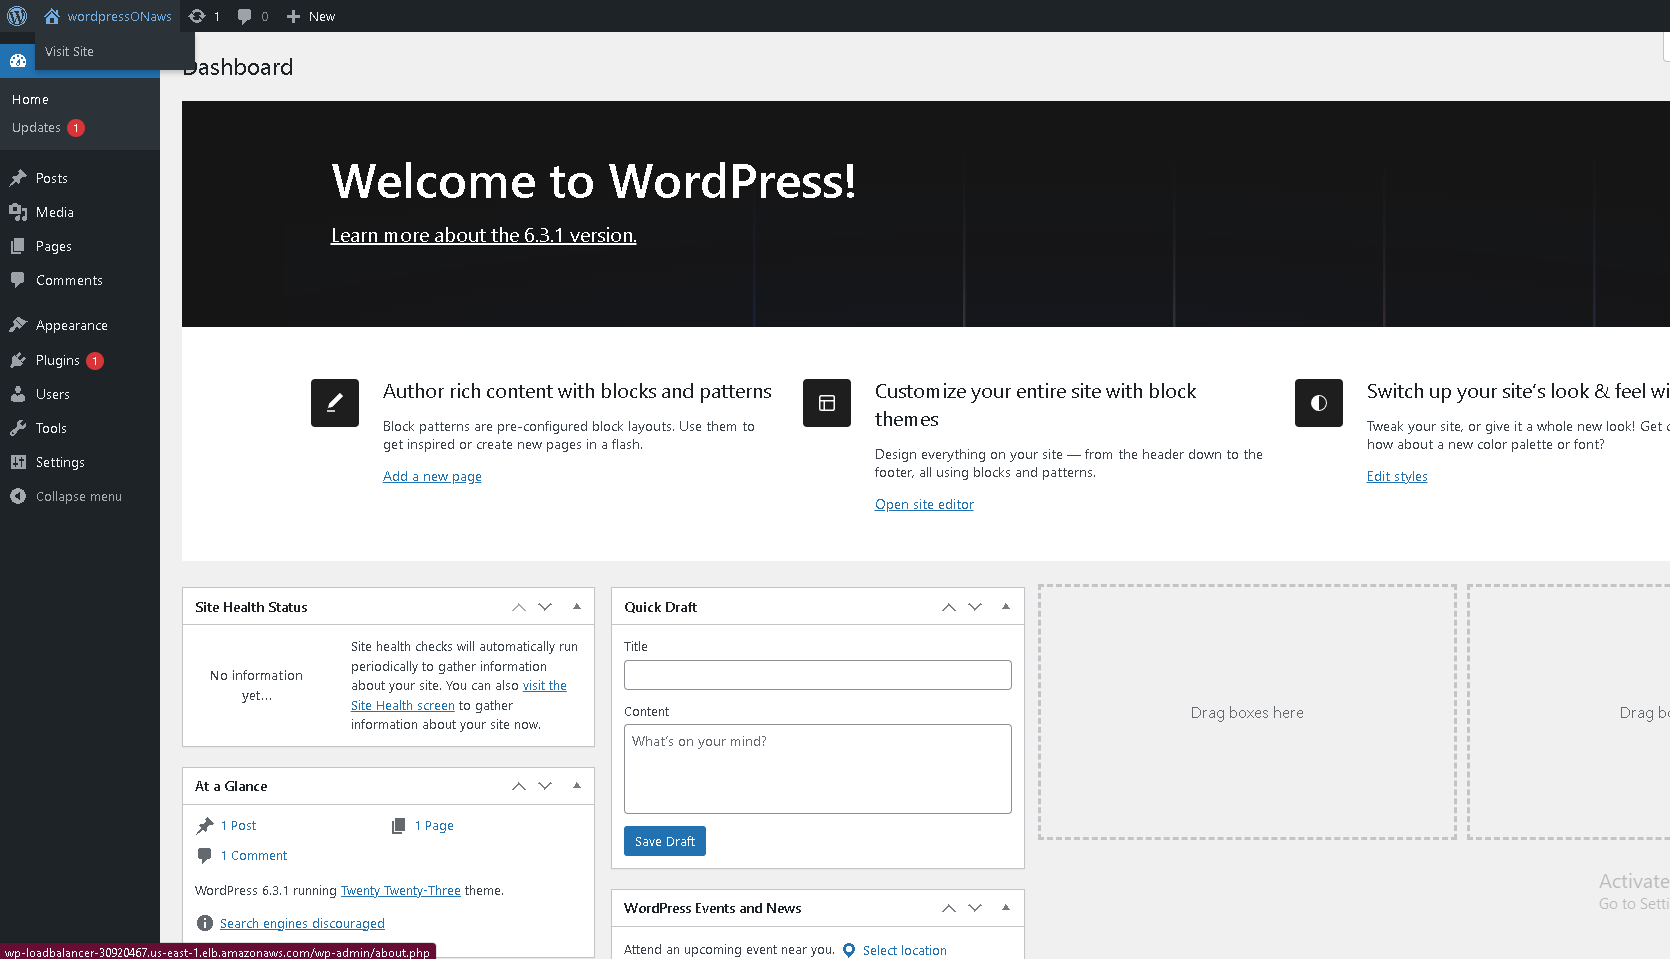 wordpressONaws 1 0 New
Visit Site
Dashboard
Home
Updates 1
Posts
Media
Pages
Comments
Appearance
Plugins 1
Users
Tools
Settings
Collapse menu
Welcome to WordPress!
Learn more about the 6.3.1 version.
Author rich content with blocks and patterns
Block patterns are pre-configured block layouts. Use them to
get inspired or create new pages in a flash.
Add a new page
Customize your entire site with block
themes
Design everything on your site — from the header down to the
footer, all using blocks and patterns.
Open site editor
Switch up your site’s look & feel wi
Tweak your site, or give it a whole new look! Get
how about a new color palette or font?
Edit styles
Site Health Status
No information
yet…
Site health checks will automatically run
periodically to gather information
about your site. You can also visit the
Site Health screen to gather
information about your site now.
At a Glance
1 Post
1 Page
1 Comment
WordPress 6.3.1 running Twenty Twenty-Three theme.
Search engines discouraged
Quick Draft
Title
Content
What’s on your mind?
Save Draft
WordPress Events and News
Attend an upcoming event near you. Select location
Drag boxes here
Drag b
Activate
Go to Setti
wp-loadbalancer-30920467.us-east-1.elb.amazonaws.com/wp-admin/about.php